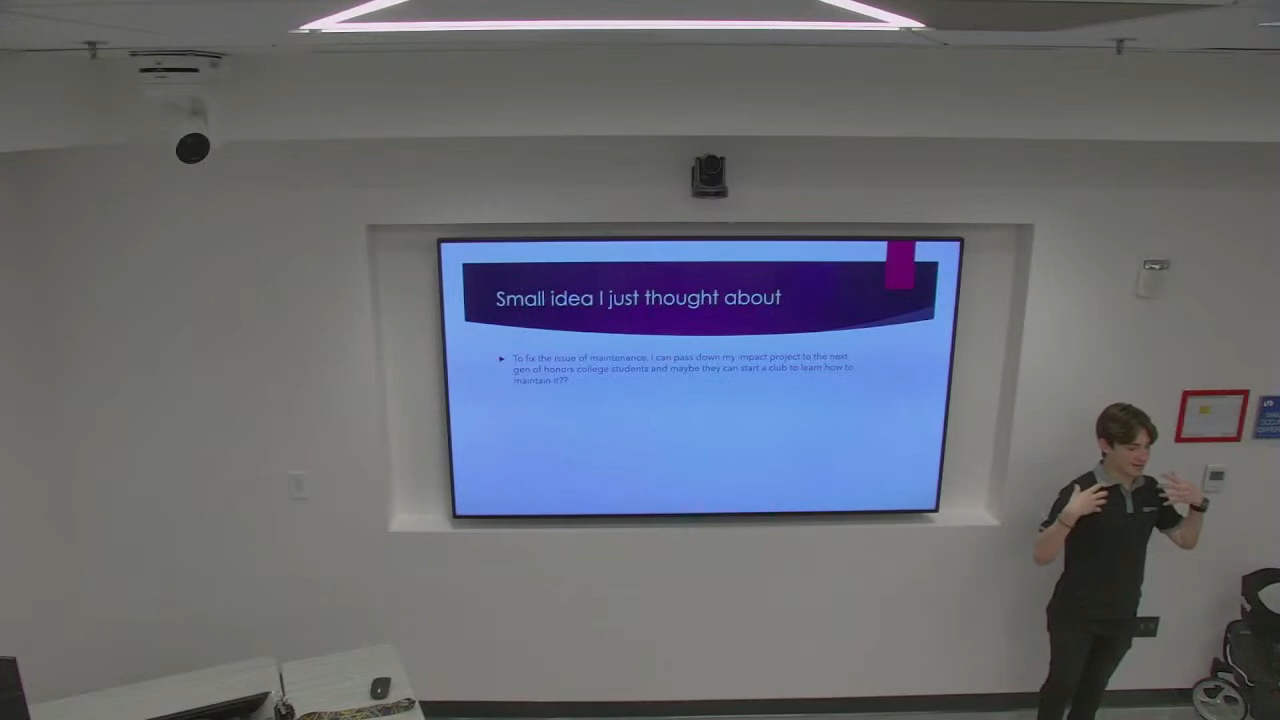 Small idea I just thought about
To fix the issue of maintenance, I can pass down my impact project to the next
gen of honors college students and maybe they can start a club to learn how to
maintain it??